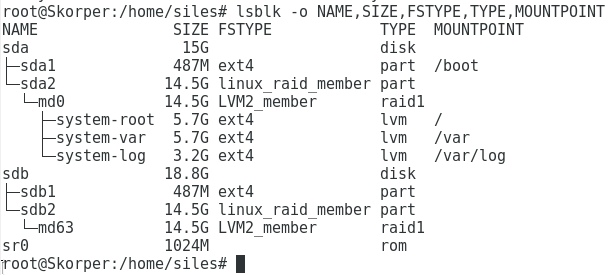 root@Skorper:/home/siles# lsblk -o NAME,SIZE,FSTYPE,TYPE,MOUNTPOINT
NAME                SIZE FSTYPE            TYPE  MOUNTPOINT
sda                  15G                   disk
├─sda1              487M ext4              part  /boot
└─sda2             14.5G linux_raid_member part
  └─md0            14.5G LVM2_member       raid1
    ├─system-root   5.7G ext4              lvm   /
    ├─system-var    5.7G ext4              lvm   /var
    └─system-log    3.2G ext4              lvm   /var/log
sdb                18.8G                   disk
├─sdb1              487M ext4              part
└─sdb2             14.5G linux_raid_member part
  └─md63           14.5G LVM2_member       raid1
sr0                1024M                   rom
root@Skorper:/home/siles#